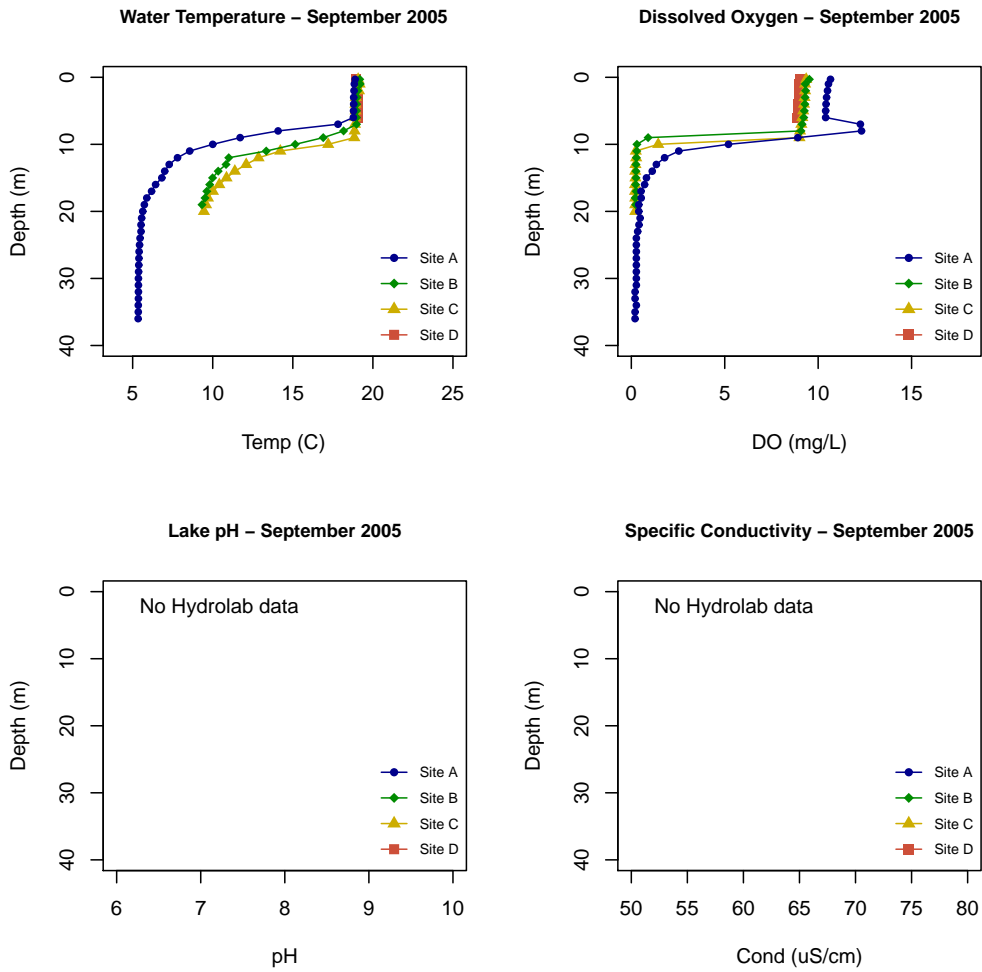 Water Temperature – September 2005
0
10
20
30
40
Depth (m)
5
10
15
20
25
Temp (C)
Site A
Site B
Site C
Site D
Dissolved Oxygen – September 2005
0
10
20
30
40
Depth (m)
0
5
10
15
DO (mg/L)
Site A
Site B
Site C
Site D
Lake pH – September 2005
No Hydrolab data
0
10
20
30
40
Depth (m)
6
7
8
9
10
pH
Site A
Site B
Site C
Site D
Specific Conductivity – September 2005
No Hydrolab data
0
10
20
30
40
Depth (m)
50
55
60
65
70
75
80
Cond (uS/cm)
Site A
Site B
Site C
Site D